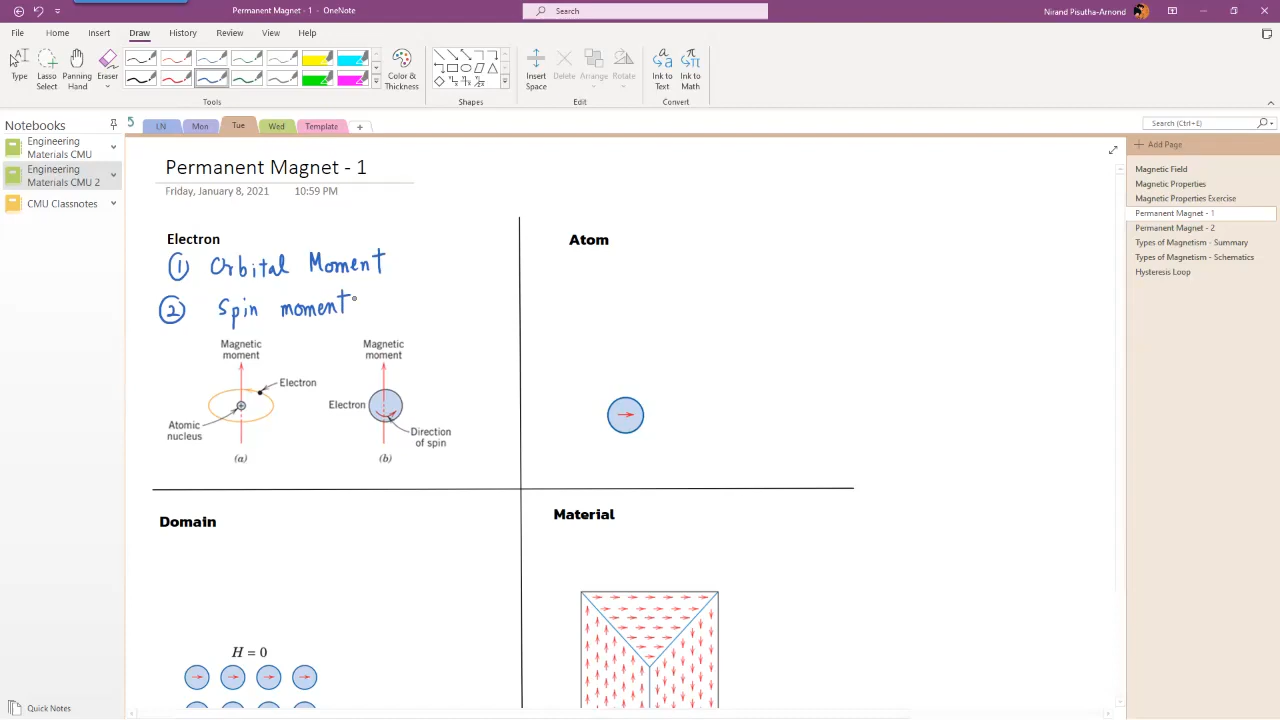 Permanent Magnet - 1 - OneNote
Search
Nirand Pisutha-Arnond
File Home Insert Draw History Review View Help
Type
Lasso Select
Panning Hand
Eraser
Color & Thickness
Insert Space
Delete
Arrange
Rotate
Ink to Text
Ink to Math
Tools
Shapes
Edit
Convert
Notebooks
LN Mon Tue Wed Template
Search (Ctrl+E)
Engineering
Materials CMU
Engineering
Materials CMU 2
CMU Classnotes
Add Page
Magnetic Field
Magnetic Properties
Magnetic Properties Exercise
Permanent Magnet - 1
Permanent Magnet - 2
Types of Magnetism - Summary
Types of Magnetism - Schematics
Hysteresis Loop
Permanent Magnet - 1
Friday, January 8, 2021 10:59 PM
Electron
① Orbital Moment
② Spin moment
Magnetic
moment
Electron
Atomic
nucleus
(a)
Magnetic
moment
Electron
Direction
of spin
(b)
Atom
Domain
H = 0
Material
Quick Notes